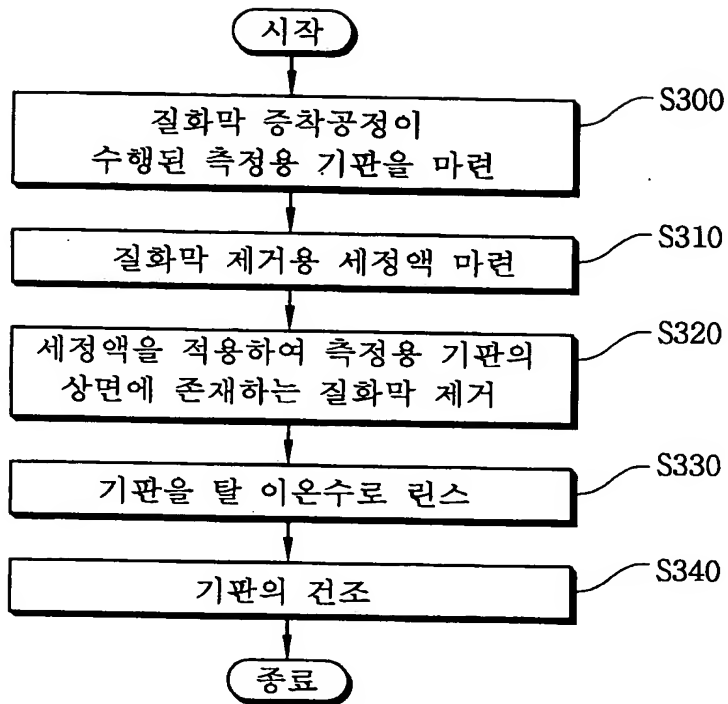 시작
질화막 증착공정이
수행된 측정용 기판을 마련
S300
질화막 제거용 세정액 마련
S310
세정액을 적용하여 측정용 기판의
상면에 존재하는 질화막 제거
S320
기판을 탈 이온수로 린스
S330
기판의 건조
S340
종료